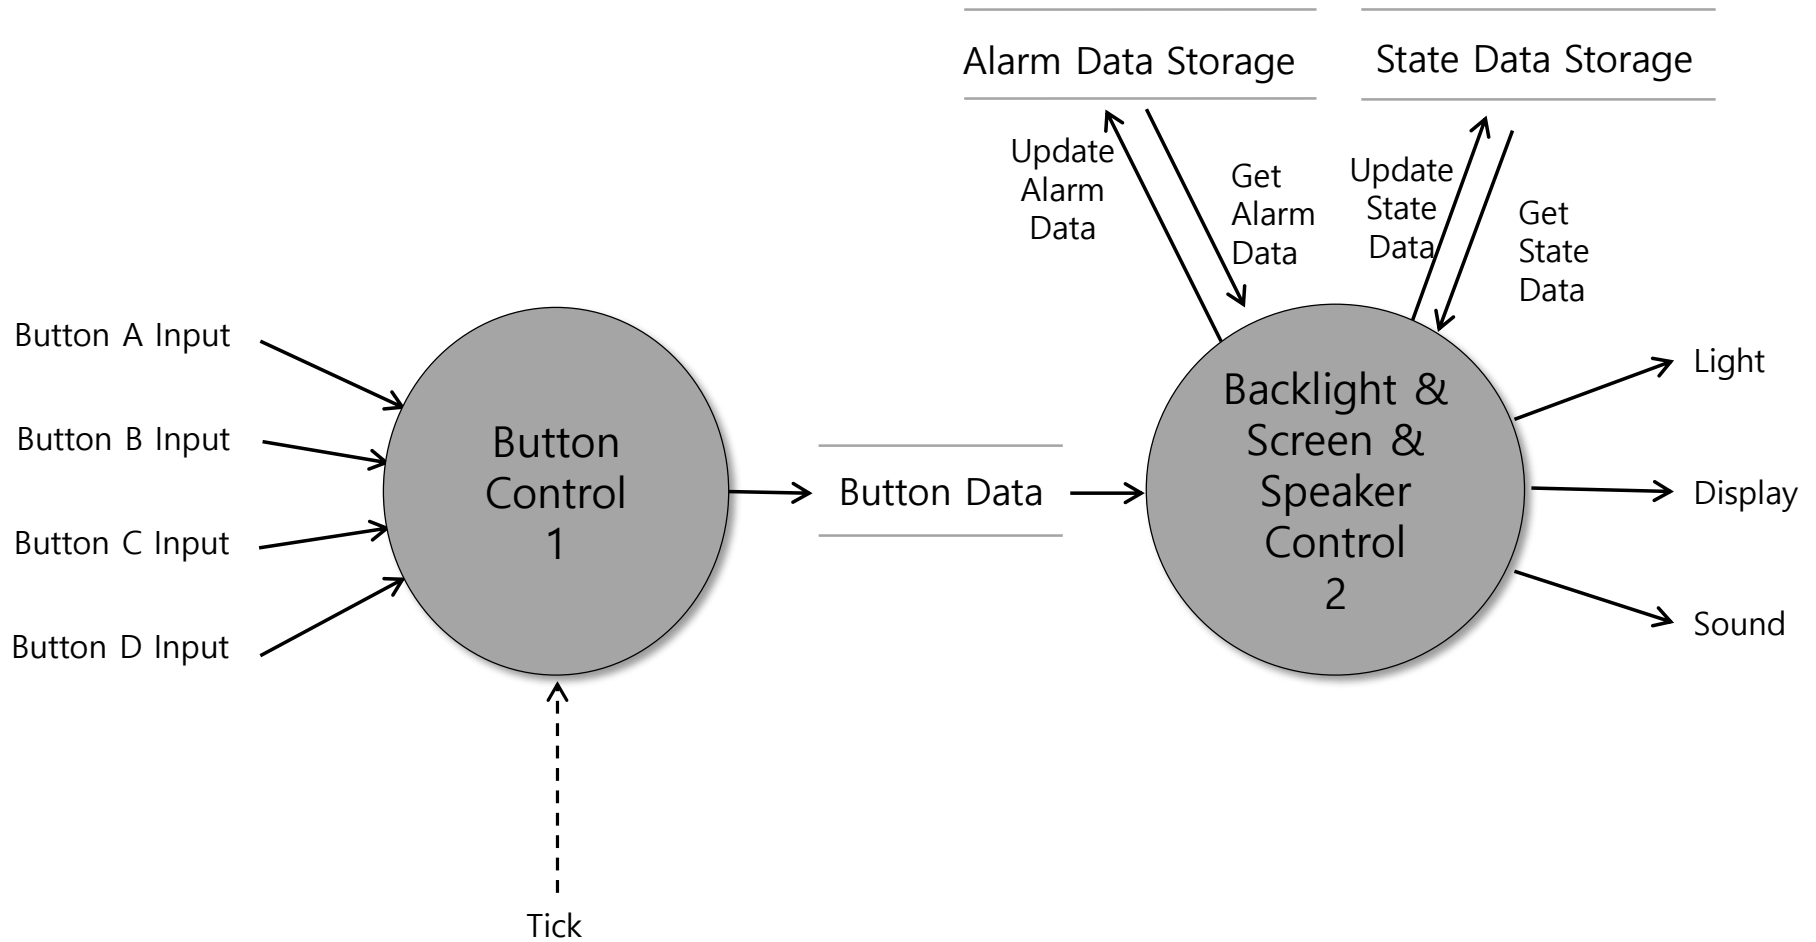 Alarm Data Storage
State Data Storage
Update
Alarm
Data
Get
Alarm
Data
Update
State
Data
Get
State
Data
Button A Input
Button B Input
Button C Input
Button D Input
Button
Control
1
Button Data
Backlight &
Screen &
Speaker
Control
2
Light
Display
Sound
Tick